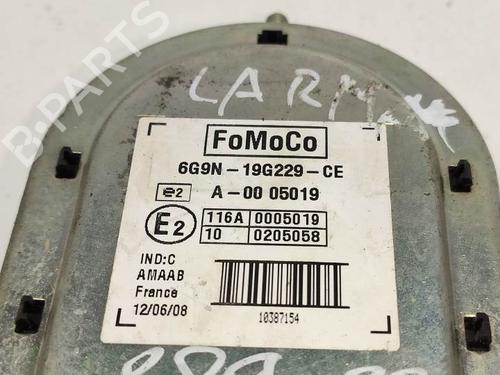 B-PARTS
FoMoCo
6G9N-19G229-CE
e2 A-00 05019
E2 116A 0005019
10 0205058
IND:C
AMAAB
France
12/06/08
10387154